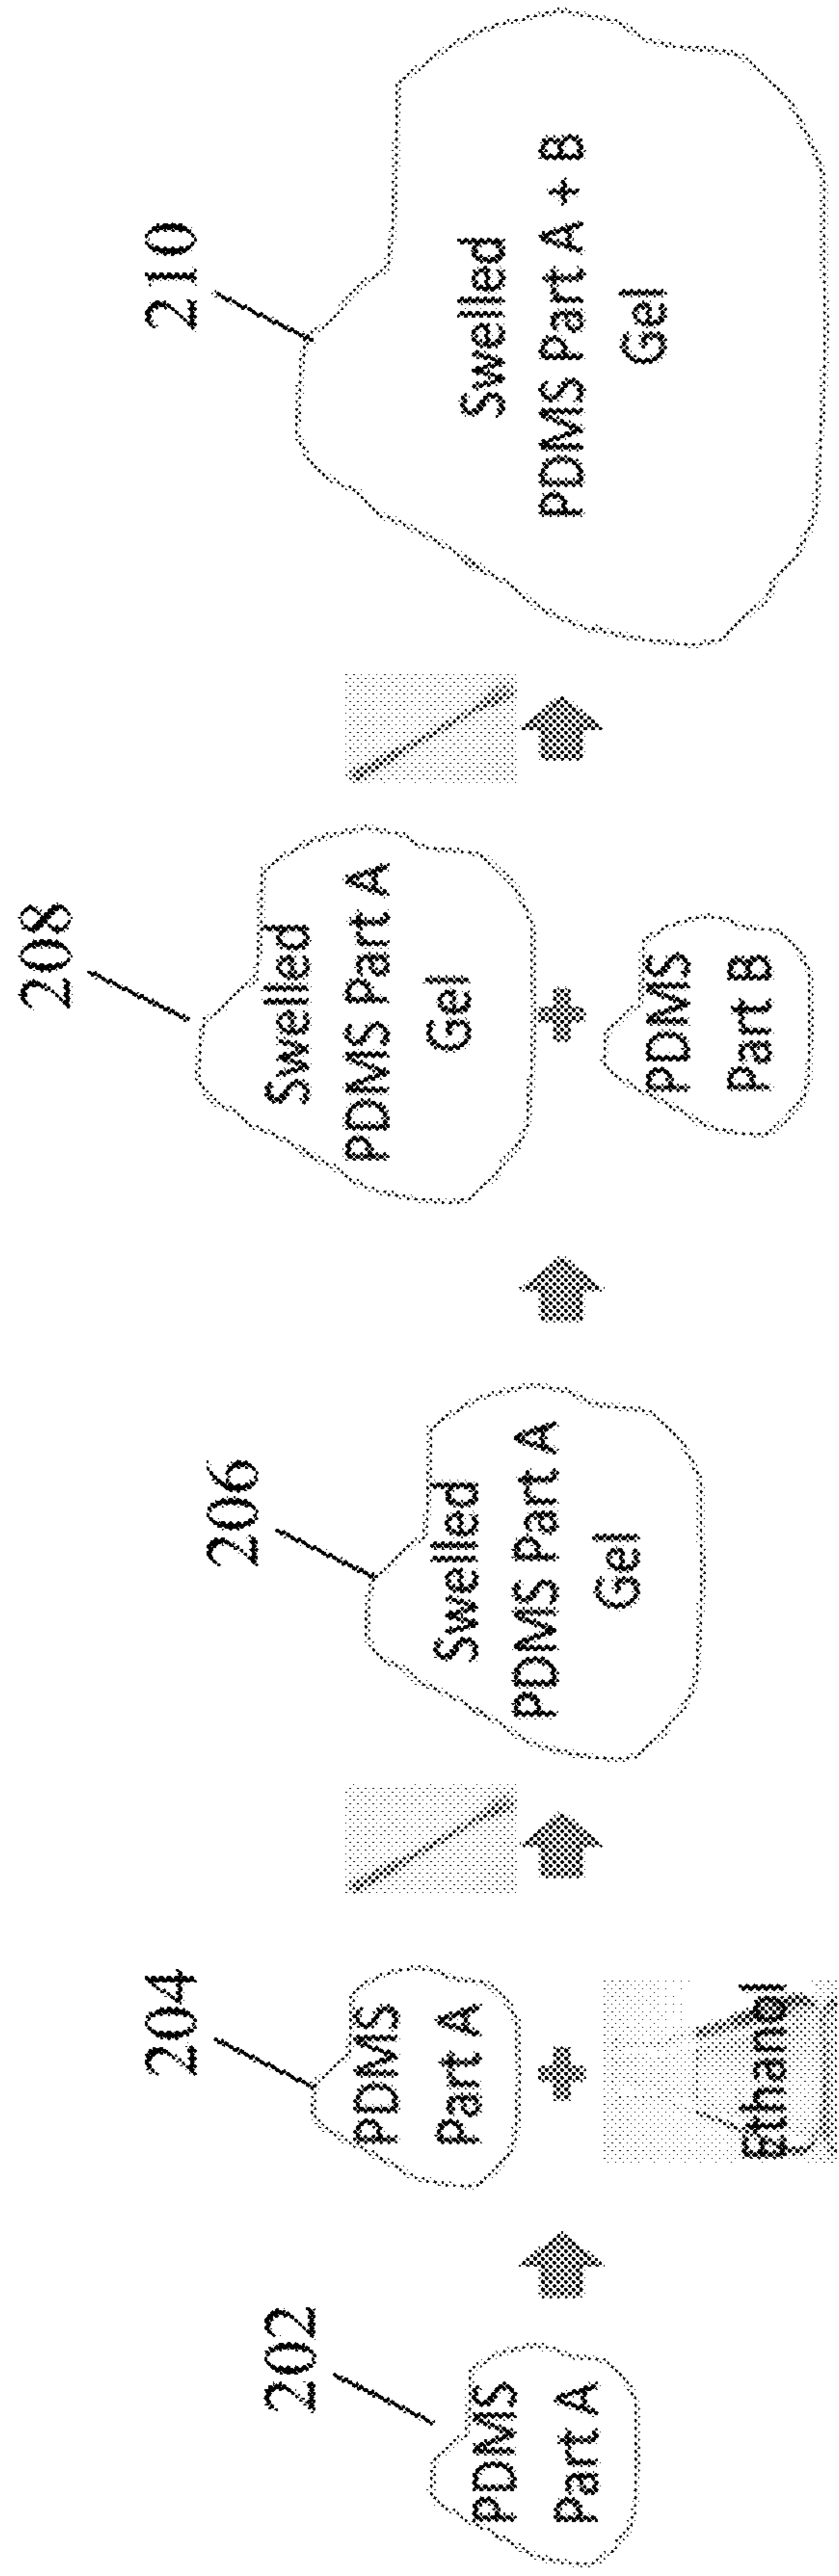 202
PDMS
Part A
204
PDMS
Part A
Ethanol
206
Swelled
PDMS Part A
Gel
208
Swelled
PDMS Part A
Gel
PDMS
Part B
210
Swelled
PDMS Part A + B
Gel